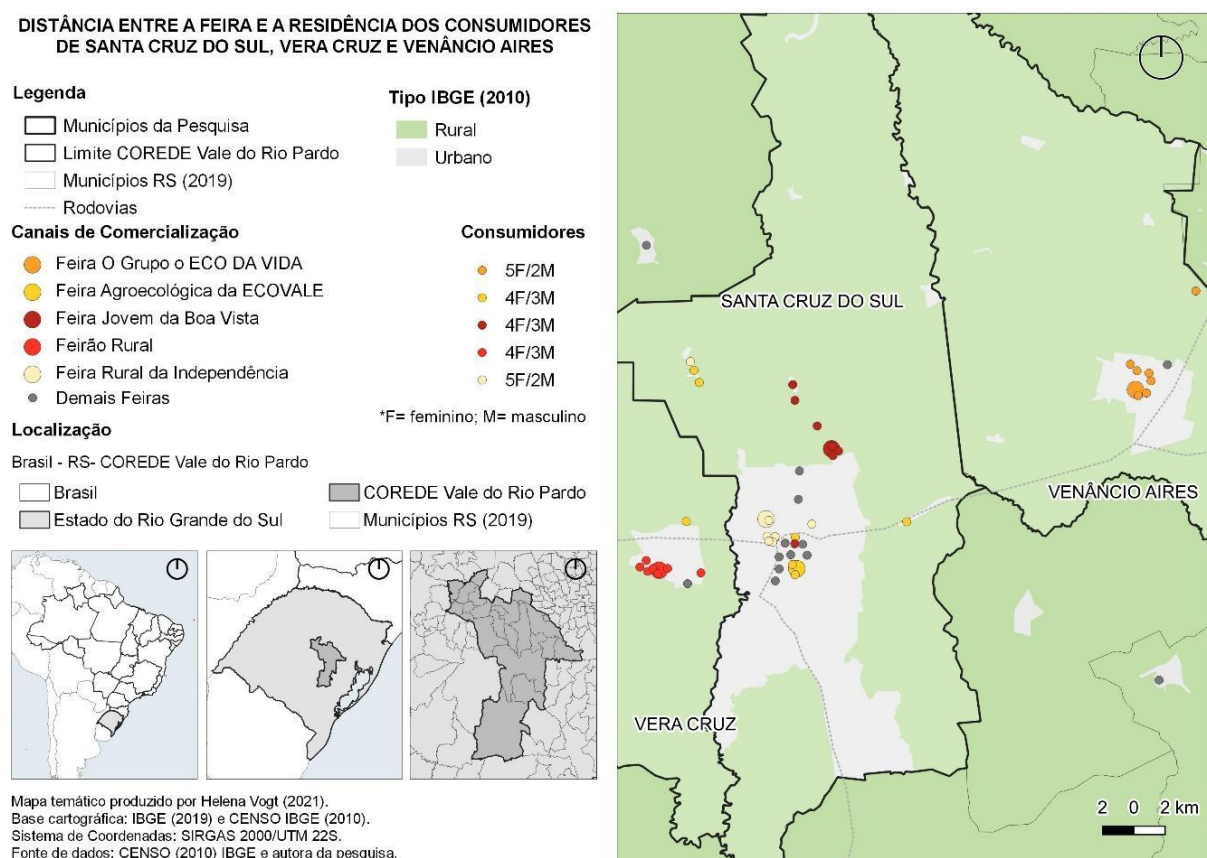 DISTÂNCIA ENTRE A FEIRA E A RESIDÊNCIA DOS CONSUMIDORES
DE SANTA CRUZ DO SUL, VERA CRUZ E VENÂNCIO AIRES
Legenda
Municípios da Pesquisa
Limite COREDE Vale do Rio Pardo
Municípios RS (2019)
Rodovias
Tipo IBGE (2010)
Rural
Urbano
Canais de Comercialização
Feira O Grupo o ECO DA VIDA
Feira Agroecológica da ECOVALE
Feira Jovem da Boa Vista
Feirão Rural
Feira Rural da Independência
Demais Feiras
Consumidores
5F/2M
4F/3M
4F/3M
4F/3M
5F/2M
*F= feminino; M= masculino
Localização
Brasil - RS- COREDE Vale do Rio Pardo
Brasil
Estado do Rio Grande do Sul
COREDE Vale do Rio Pardo
Municípios RS (2019)
Mapa temático produzido por Helena Vogt (2021).
Base cartográfica: IBGE (2019) e CENSO IBGE (2010).
Sistema de Coordenadas: SIRGAS 2000/UTM 22S.
Fonte de dados: CENSO (2010) IBGE e autora da pesquisa.
SANTA CRUZ DO SUL
VENÂNCIO AIRES
VERA CRUZ
2 0 2 km